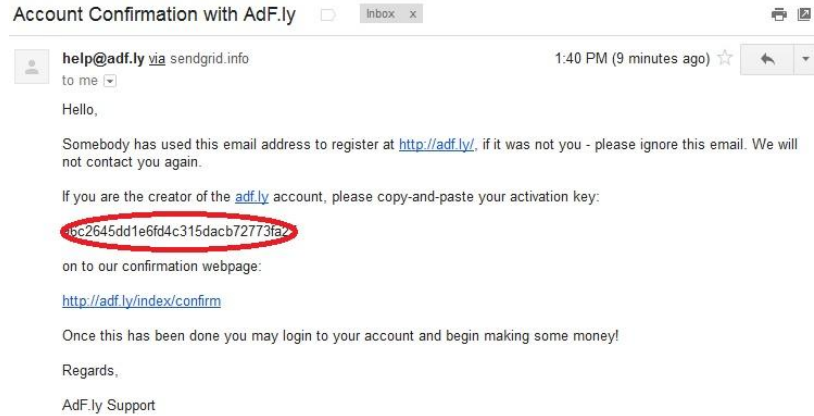 Account Confirmation with AdF.ly
Inbox x
help@adf.ly via sendgrid.info
1:40 PM (9 minutes ago)
to me
Hello,
Somebody has used this email address to register at http://adf.ly/, if it was not you - please ignore this email. We will
not contact you again.
If you are the creator of the adf.ly account, please copy-and-paste your activation key:
on to our confirmation webpage:
http://adf.ly/index/confirm
Once this has been done you may login to your account and begin making some money!
Regards,
AdF.ly Support